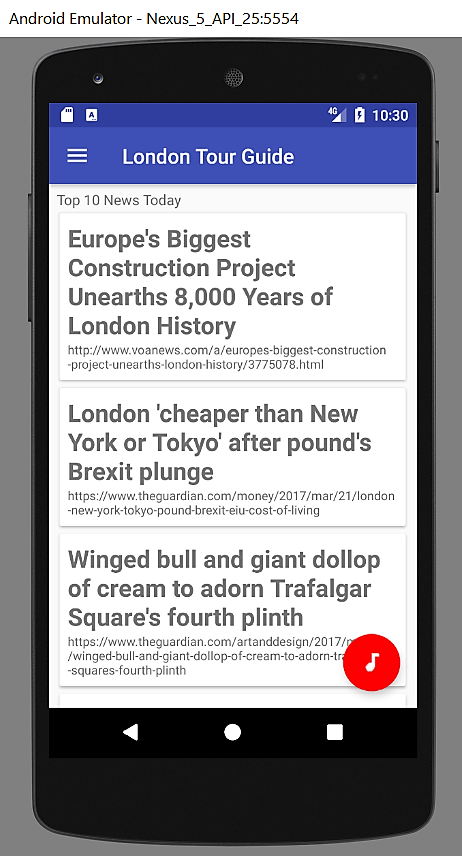 Android Emulator - Nexus_5_API_25:5554
4G 10:30
London Tour Guide
Top 10 News Today
Europe's Biggest
Construction Project
Unearths 8,000 Years of
London History
http://www.voanews.com/a/europes-biggest-construction
-project-unearths-london-history/3775078.html
London 'cheaper than New
York or Tokyo' after pound's
Brexit plunge
https://www.theguardian.com/money/2017/mar/21/london
-new-york-tokyo-pound-brexit-eiu-cost-of-living
Winged bull and giant dollop
of cream to adorn Trafalgar
Square's fourth plinth
https://www.theguardian.com/artanddesign/2017/
/winged-bull-and-giant-dollop-of-cream-to-adorn-
-squares-fourth-plinth